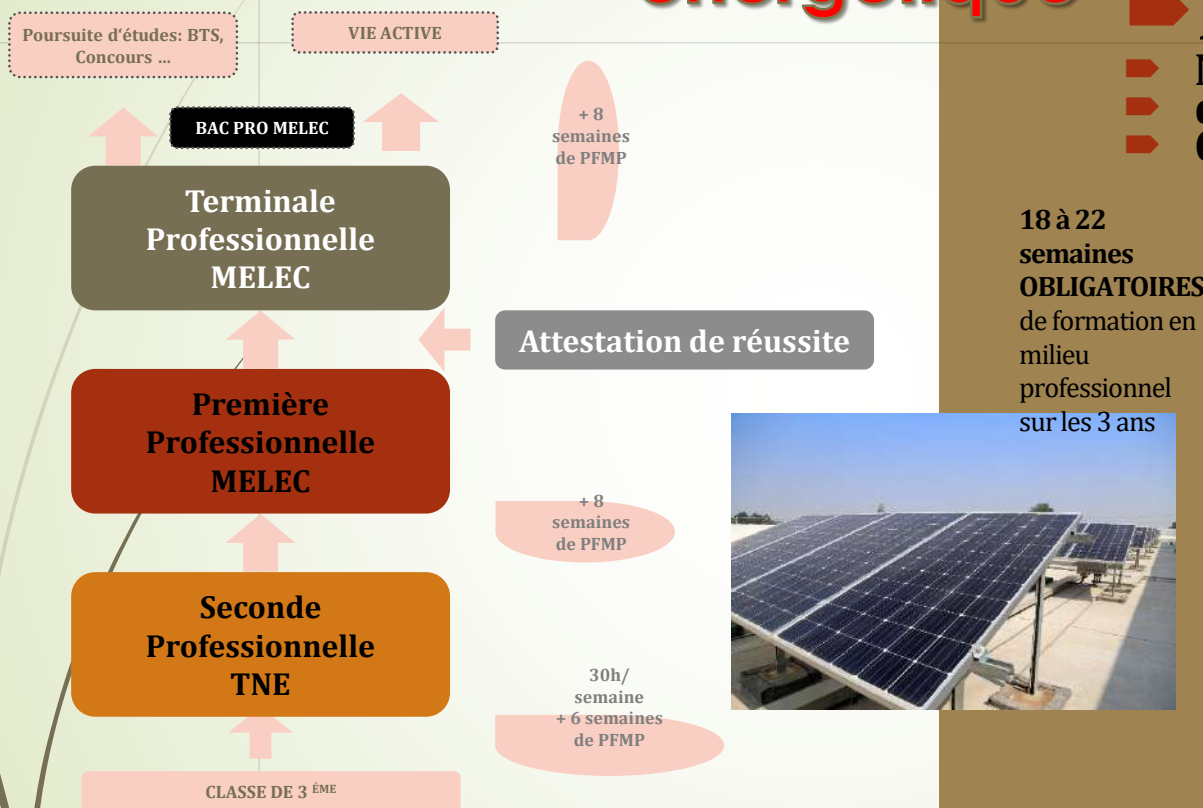 Poursuite d'études: BTS,
Concours ...
VIE ACTIVE
BAC PRO MELEC
+ 8
semaines
de PFMP
Terminale
Professionnelle
MELEC
18 à 22
semaines
OBLIGATOIRES
de formation en
milieu
professionnel
sur les 3 ans
Attestation de réussite
Première
Professionnelle
MELEC
+ 8
semaines
de PFMP
Seconde
Professionnelle
TNE
30h/
semaine
+ 6 semaines
de PFMP
CLASSE DE 3 ÉME